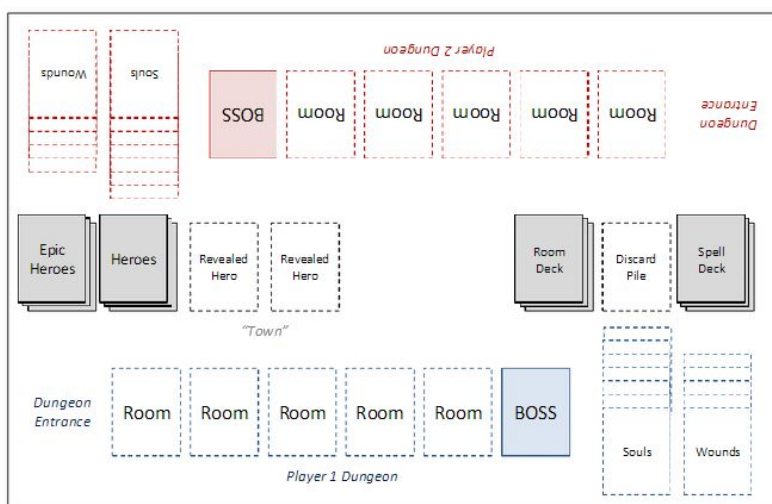 Wounds
Souls
Player 2 Dungeon
BOSS
Room
Room
Room
Room
Room
Dungeon
Entrance
Epic
Heroes
Heroes
Revealed
Hero
Revealed
Hero
Room
Deck
Discard
Pile
Spell
Deck
"Town"
Dungeon
Entrance
Room
Room
Room
Room
Room
BOSS
Souls
Wounds
Player 1 Dungeon